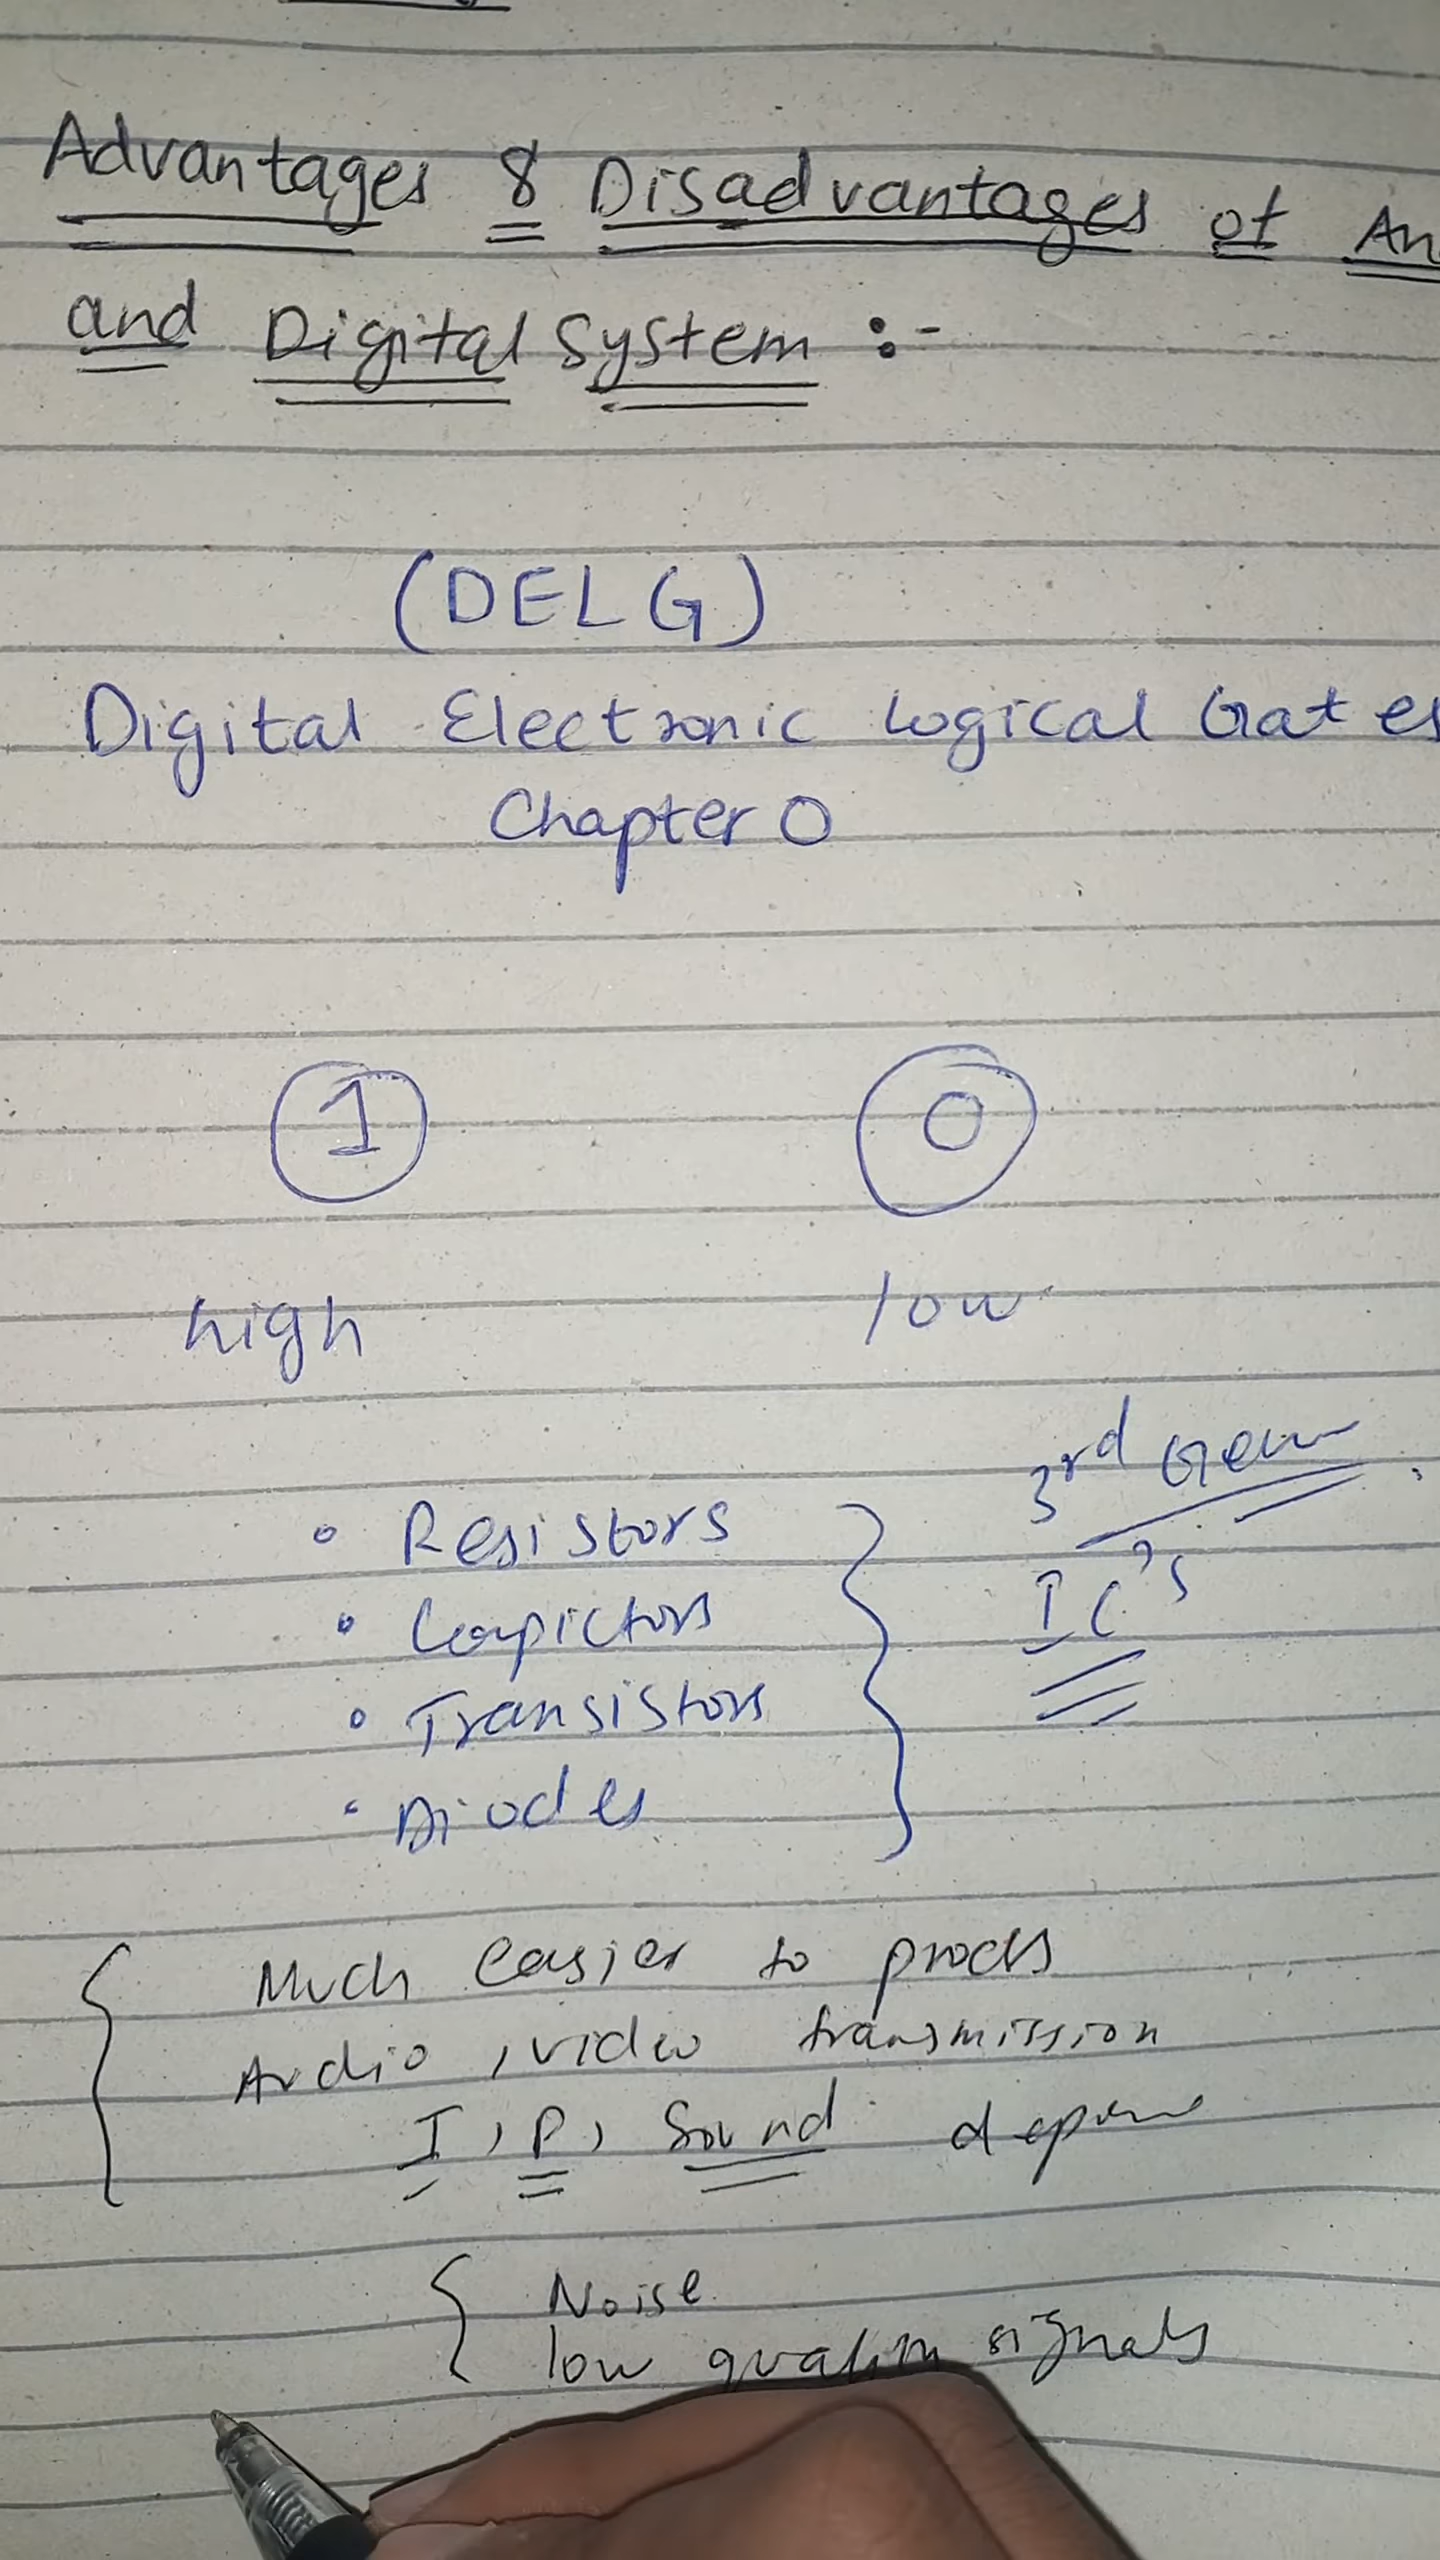 Advantages & Disadvantages of An
and Digital System :-
(DELG)
Digital Electronic Logical Gates
Chapter 0
1 0
high low
3rd Gen
• Resistors
IC's
• Capictors
• Transistors
• Diodes
Much easier to process
Audio , video transmission
I , P , Sound
Noise
low quality signals